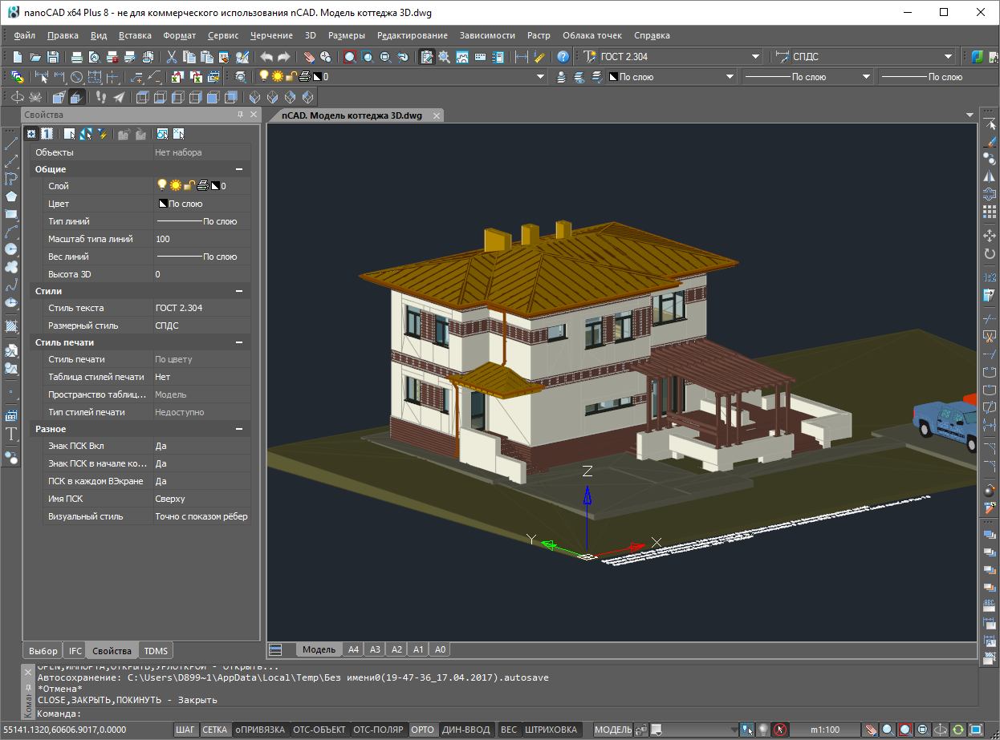 nanoCAD x64 Plus 8 - не для коммерческого использования nCAD. Модель коттеджа 3D.dwg
Файл Правка Вид Вставка Формат Сервис Черчение 3D Размеры Редактирование Зависимости Растр Облака точек Справка
ГОСТ 2.304 СПДС
0 По слою По слою По слою
Свойства
nCAD. Модель коттеджа 3D.dwg
Объекты Нет набора
Общие
Слой 0
Цвет По слою
Тип линий По слою
Масштаб типа линий 100
Вес линий По слою
Высота 3D 0
Стили
Стиль текста ГОСТ 2.304
Размерный стиль СПДС
Стиль печати
Стиль печати По цвету
Таблица стилей печати Нет
Пространство таблиц... Модель
Тип стилей печати Недоступно
Разное
Знак ПСК Вкл Да
Знак ПСК в начале ко... Да
ПСК в каждом ВЭкране Да
Имя ПСК Сверху
Визуальный стиль Точно с показом рёбер
Z
Y
X
1:2
ABC
A
T
Выбор IFC Свойства TDMS
Модель A4 A3 A2 A1 A0
OPEN,ИМПОРТА,ОТКРЫТЬ,УРЛОТКРОЙ - Открыть...
Автосохранение: C:\Users\D899~1\AppData\Local\Temp\Без имени0(19-47-36_17.04.2017).autosave
*Отмена*
CLOSE,ЗАКРЫТЬ,ПОКИНУТЬ - Закрыть
Команда:
Кома
55141.1320,60606.9017,0.0000 ШАГ СЕТКА оПРИВЯЗКА ОТС-ОБЪЕКТ ОТС-ПОЛЯР ОРТО ДИН-ВВОД ВЕС ШТРИХОВКА МОДЕЛЬ m1:100